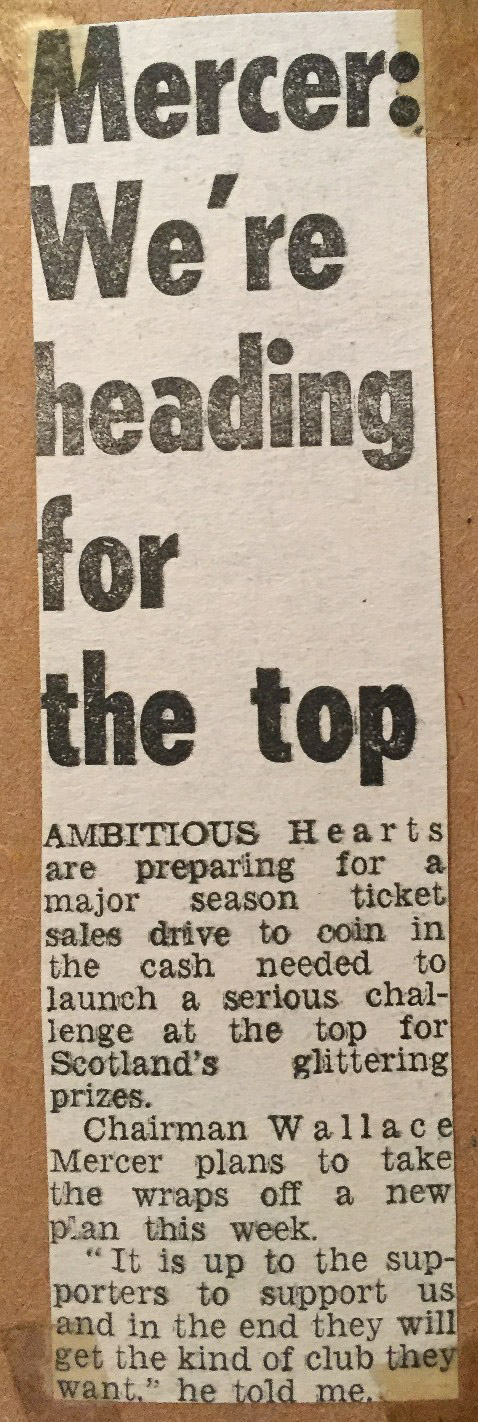 Mercer:
We're
heading
for
the top
AMBITIOUS Hearts
are preparing for a
major season ticket
sales drive to coin in
the cash needed to
launch a serious chal-
lenge at the top for
Scotland's glittering
prizes.
Chairman Wallace
Mercer plans to take
the wraps off a new
plan this week.
"It is up to the sup-
porters to support us
and in the end they will
get the kind of club they
want," he told me.